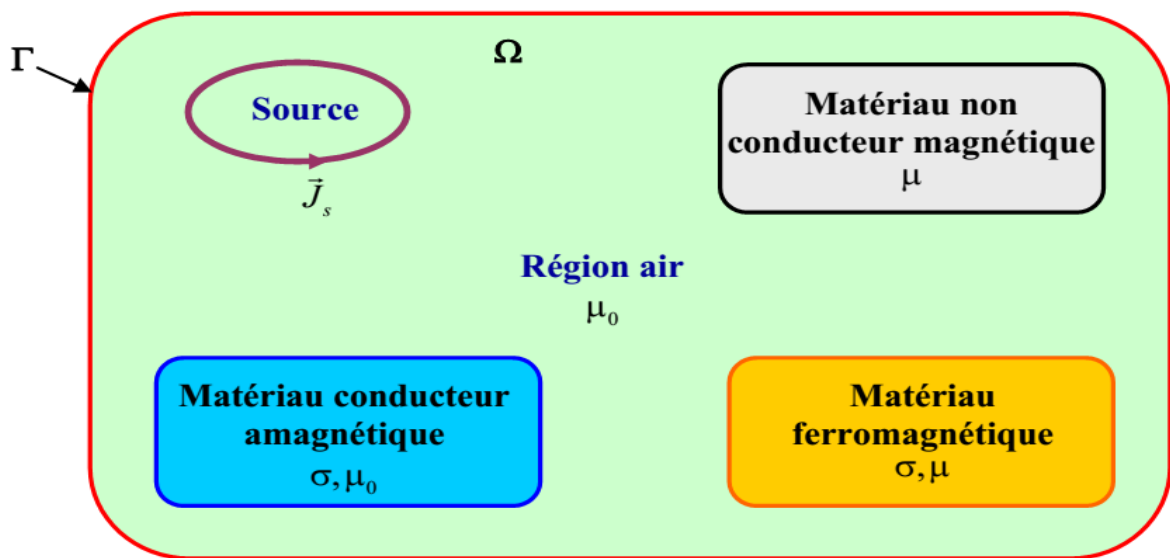 Γ
Ω
Source
J⃗s
Matériau non
conducteur magnétique
μ
Région air
μ0
Matériau conducteur
amagnétique
σ, μ0
Matériau
ferromagnétique
σ, μ